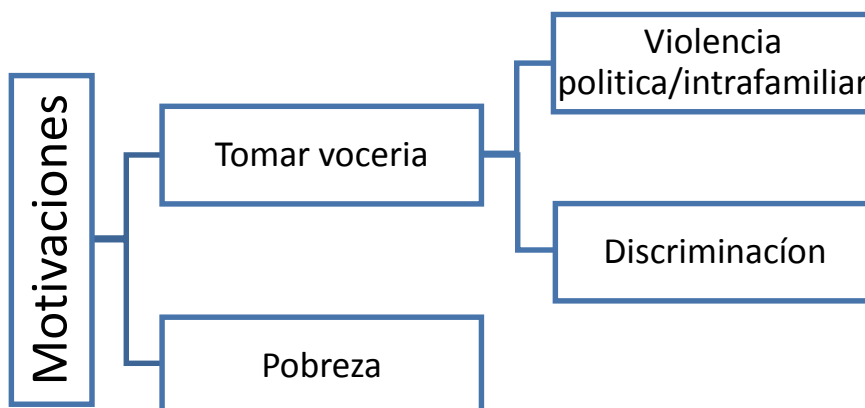 Motivaciones
Tomar voceria
Violencia
politica/intrafamiliar
Discriminacíon
Pobreza